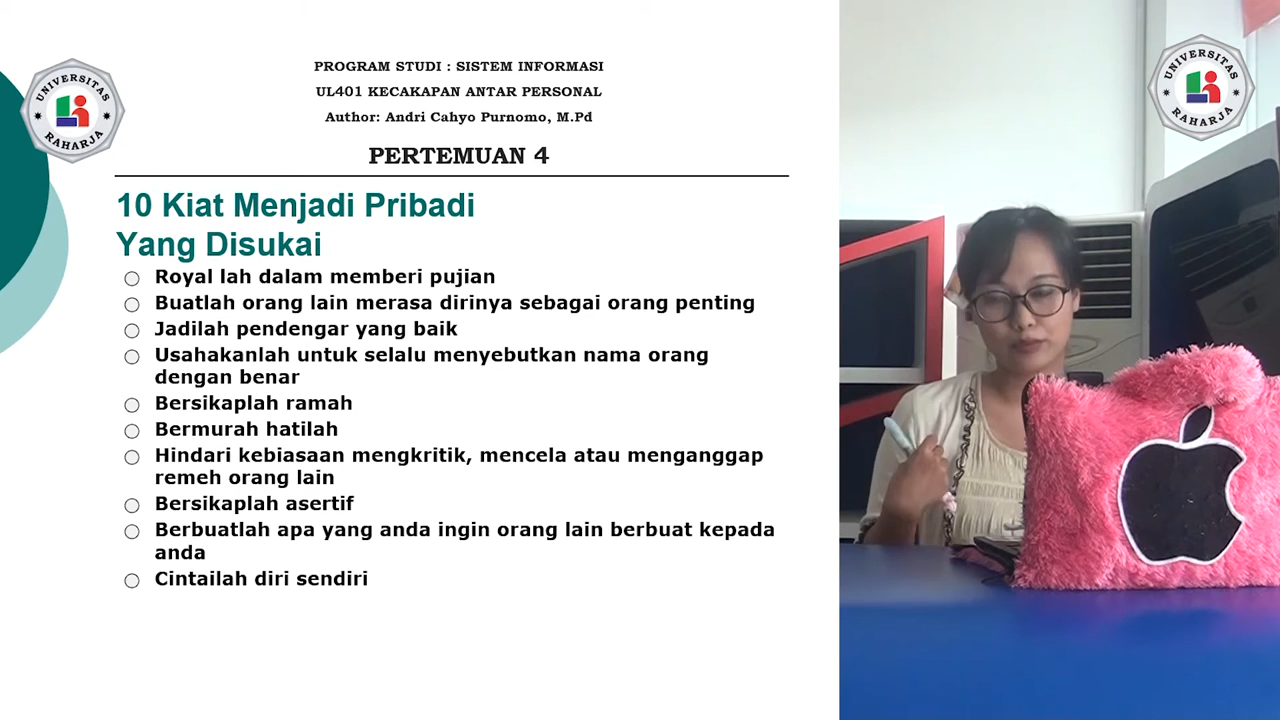 PROGRAM STUDI : SISTEM INFORMASI
UL401 KECAKAPAN ANTAR PERSONAL
Author: Andri Cahyo Purnomo, M.Pd
PERTEMUAN 4
UNIVERSITAS
RAHARJA
10 Kiat Menjadi Pribadi
Yang Disukai
Royal lah dalam memberi pujian
Buatlah orang lain merasa dirinya sebagai orang penting
Jadilah pendengar yang baik
Usahakanlah untuk selalu menyebutkan nama orang
dengan benar
Bersikaplah ramah
Bermurah hatilah
Hindari kebiasaan mengkritik, mencela atau menganggap
remeh orang lain
Bersikaplah asertif
Berbuatlah apa yang anda ingin orang lain berbuat kepada
anda
Cintailah diri sendiri
UNIVERSITAS
RAHARJA